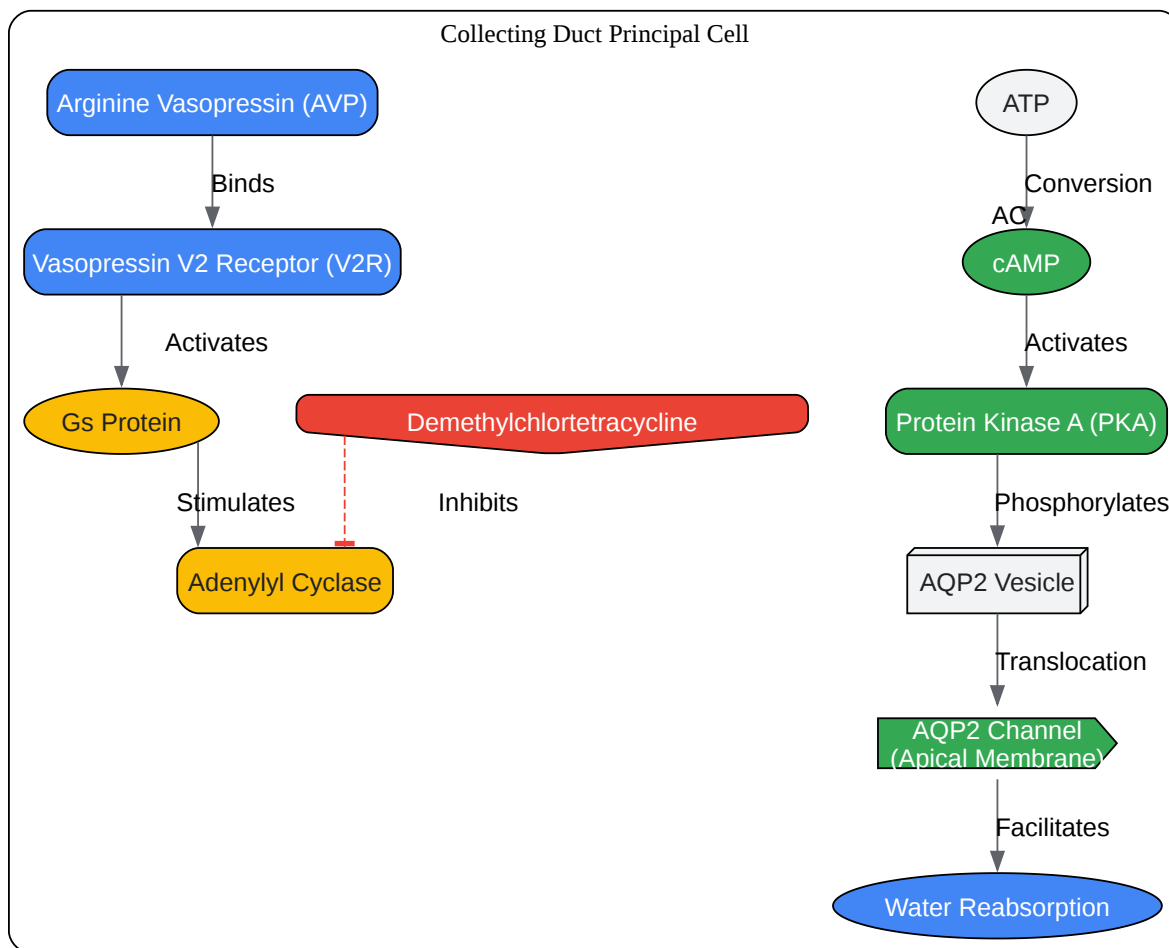 Collecting Duct Principal Cell
Arginine Vasopressin (AVP)
Binds
Vasopressin V2 Receptor (V2R)
Activates
Gs Protein
Demethylchlortetracycline
Stimulates
Inhibits
Adenylyl Cyclase
ATP
Conversion
AC
cAMP
Activates
Protein Kinase A (PKA)
Phosphorylates
AQP2 Vesicle
Translocation
AQP2 Channel
(Apical Membrane)
Facilitates
Water Reabsorption